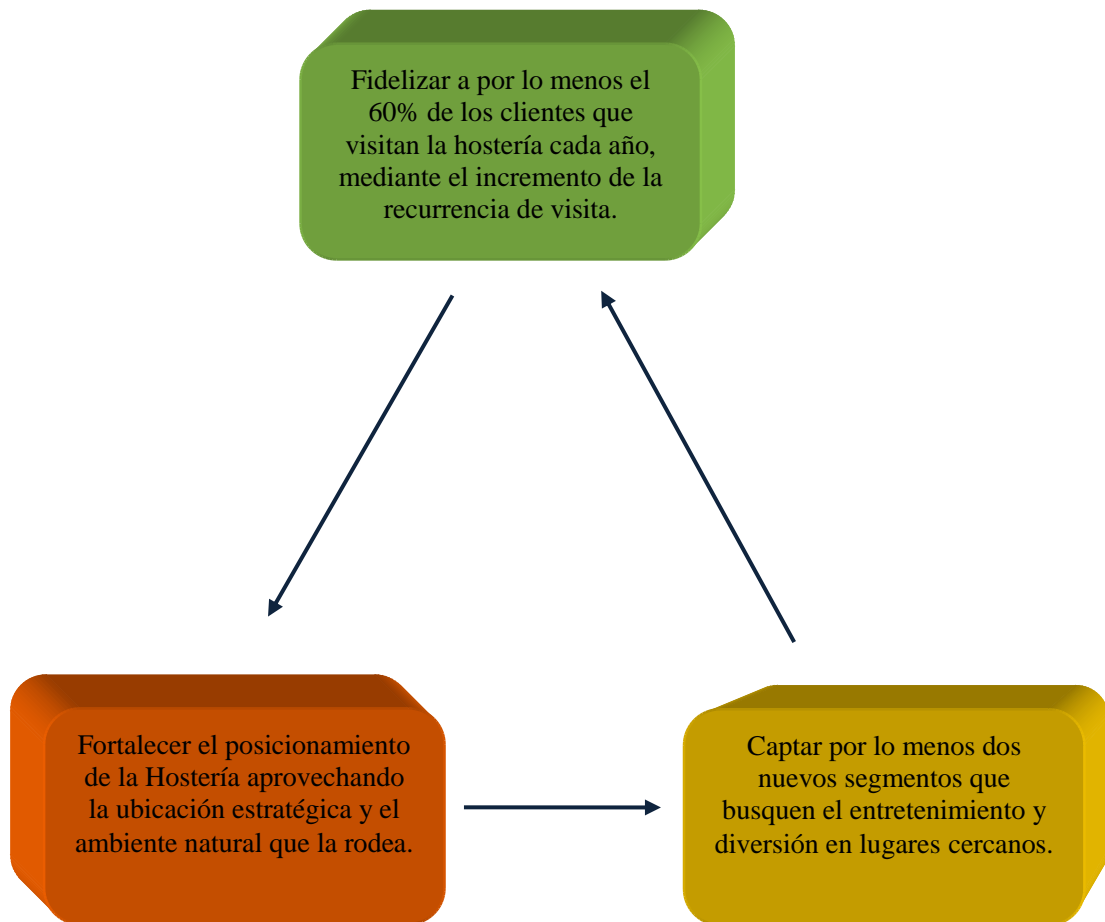 Fidelizar a por lo menos el
60% de los clientes que
visitan la hostería cada año,
mediante el incremento de la
recurrencia de visita.
Fortalecer el posicionamiento
de la Hostería aprovechando
la ubicación estratégica y el
ambiente natural que la rodea.
Captar por lo menos dos
nuevos segmentos que
busquen el entretenimiento y
diversión en lugares cercanos.